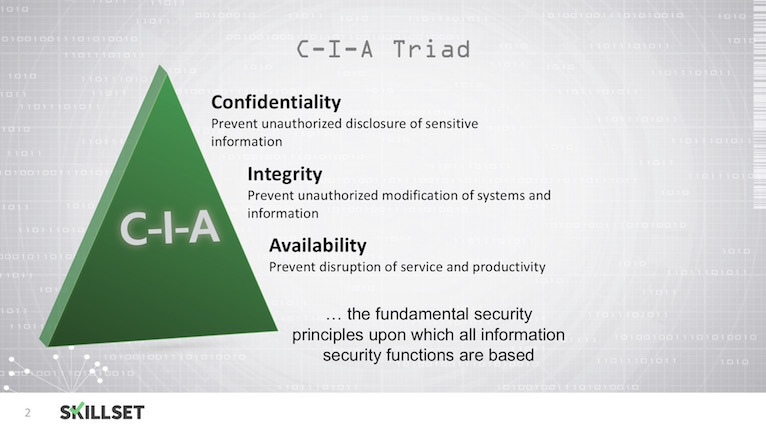 C-I-A Triad
Confidentiality
Prevent unauthorized disclosure of sensitive
information
Integrity
Prevent unauthorized modification of systems and
information
C-I-A
Availability
Prevent disruption of service and productivity
… the fundamental security
principles upon which all information
security functions are based
2
SKILLSET